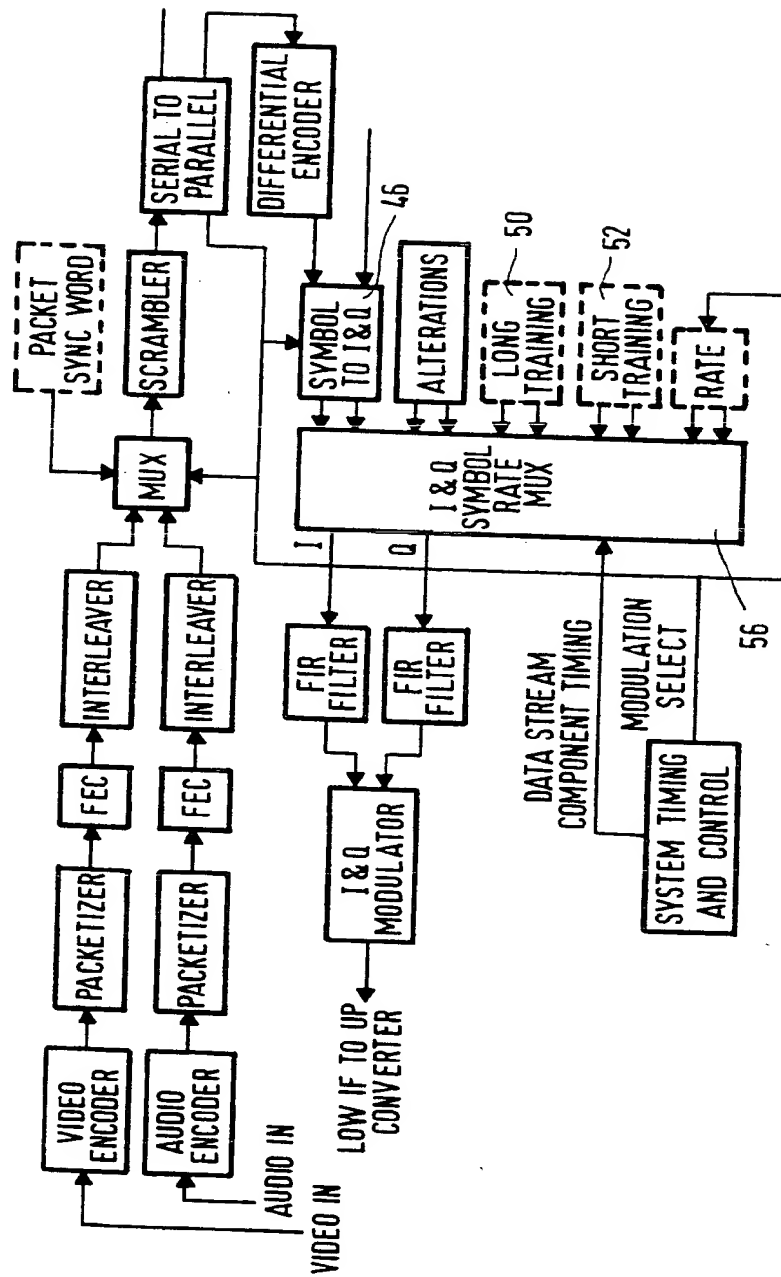 VIDEO
ENCODER
PACKETIZER
FEC
INTERLEAVER
AUDIO
ENCODER
PACKETIZER
FEC
INTERLEAVER
AUDIO IN
VIDEO IN
MUX
PACKET
SYNC WORD
SCRAMBLER
SERIAL TO
PARALLEL
DIFFERENTIAL
ENCODER
SYMBOL
TO I & Q
46
ALTERATIONS
LONG
TRAINING
50
SHORT
TRAINING
52
RATE
I & Q
SYMBOL
RATE
MUX
56
I
Q
FIR
FILTER
FIR
FILTER
I & Q
MODULATOR
LOW IF TO UP
CONVERTER
DATA STREAM
COMPONENT TIMING
MODULATION
SELECT
SYSTEM TIMING
AND CONTROL